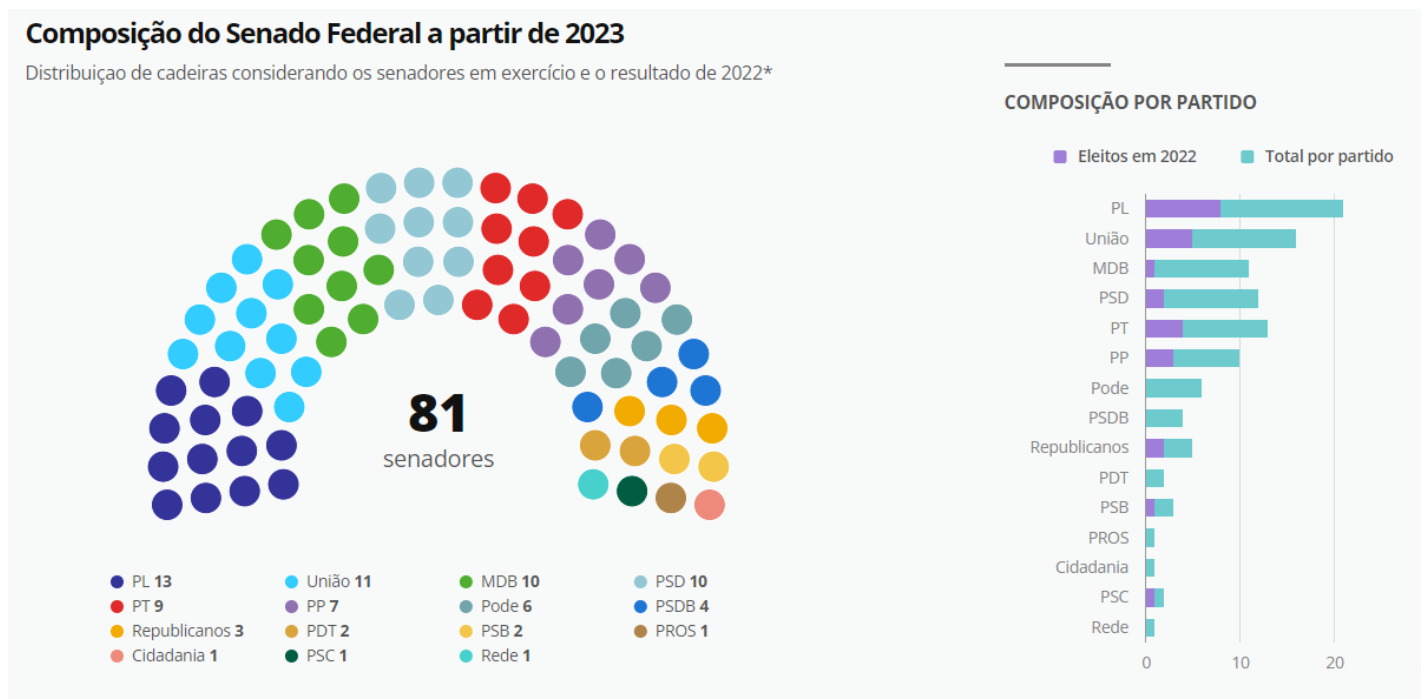 Composição do Senado Federal a partir de 2023
Distribuiçao de cadeiras considerando os senadores em exercício e o resultado de 2022*
81
senadores
PL 13
União 11
MDB 10
PSD 10
PT 9
PP 7
Pode 6
PSDB 4
Republicanos 3
PDT 2
PSB 2
PROS 1
Cidadania 1
PSC 1
Rede 1
COMPOSIÇÃO POR PARTIDO
Eleitos em 2022
Total por partido
PL
União
MDB
PSD
PT
PP
Pode
PSDB
Republicanos
PDT
PSB
PROS
Cidadania
PSC
Rede
0 10 20